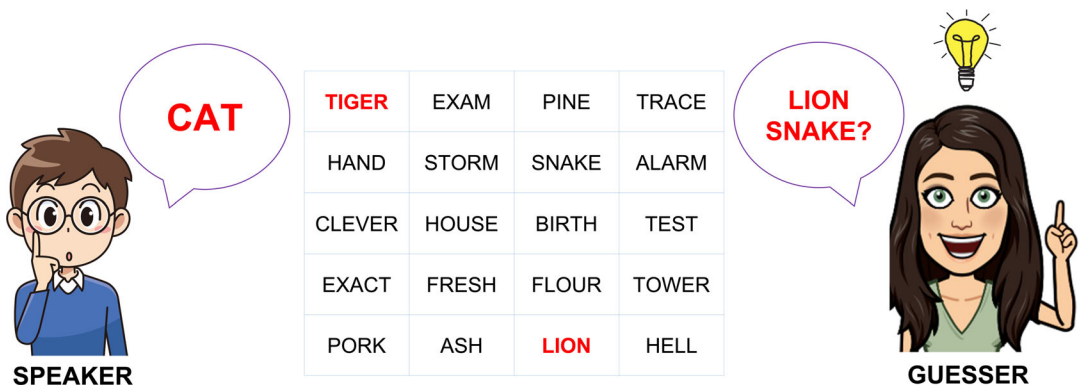 CAT
TIGER EXAM PINE TRACE
HAND STORM SNAKE ALARM
CLEVER HOUSE BIRTH TEST
EXACT FRESH FLOUR TOWER
PORK ASH LION HELL
LION
SNAKE?
SPEAKER
GUESSER